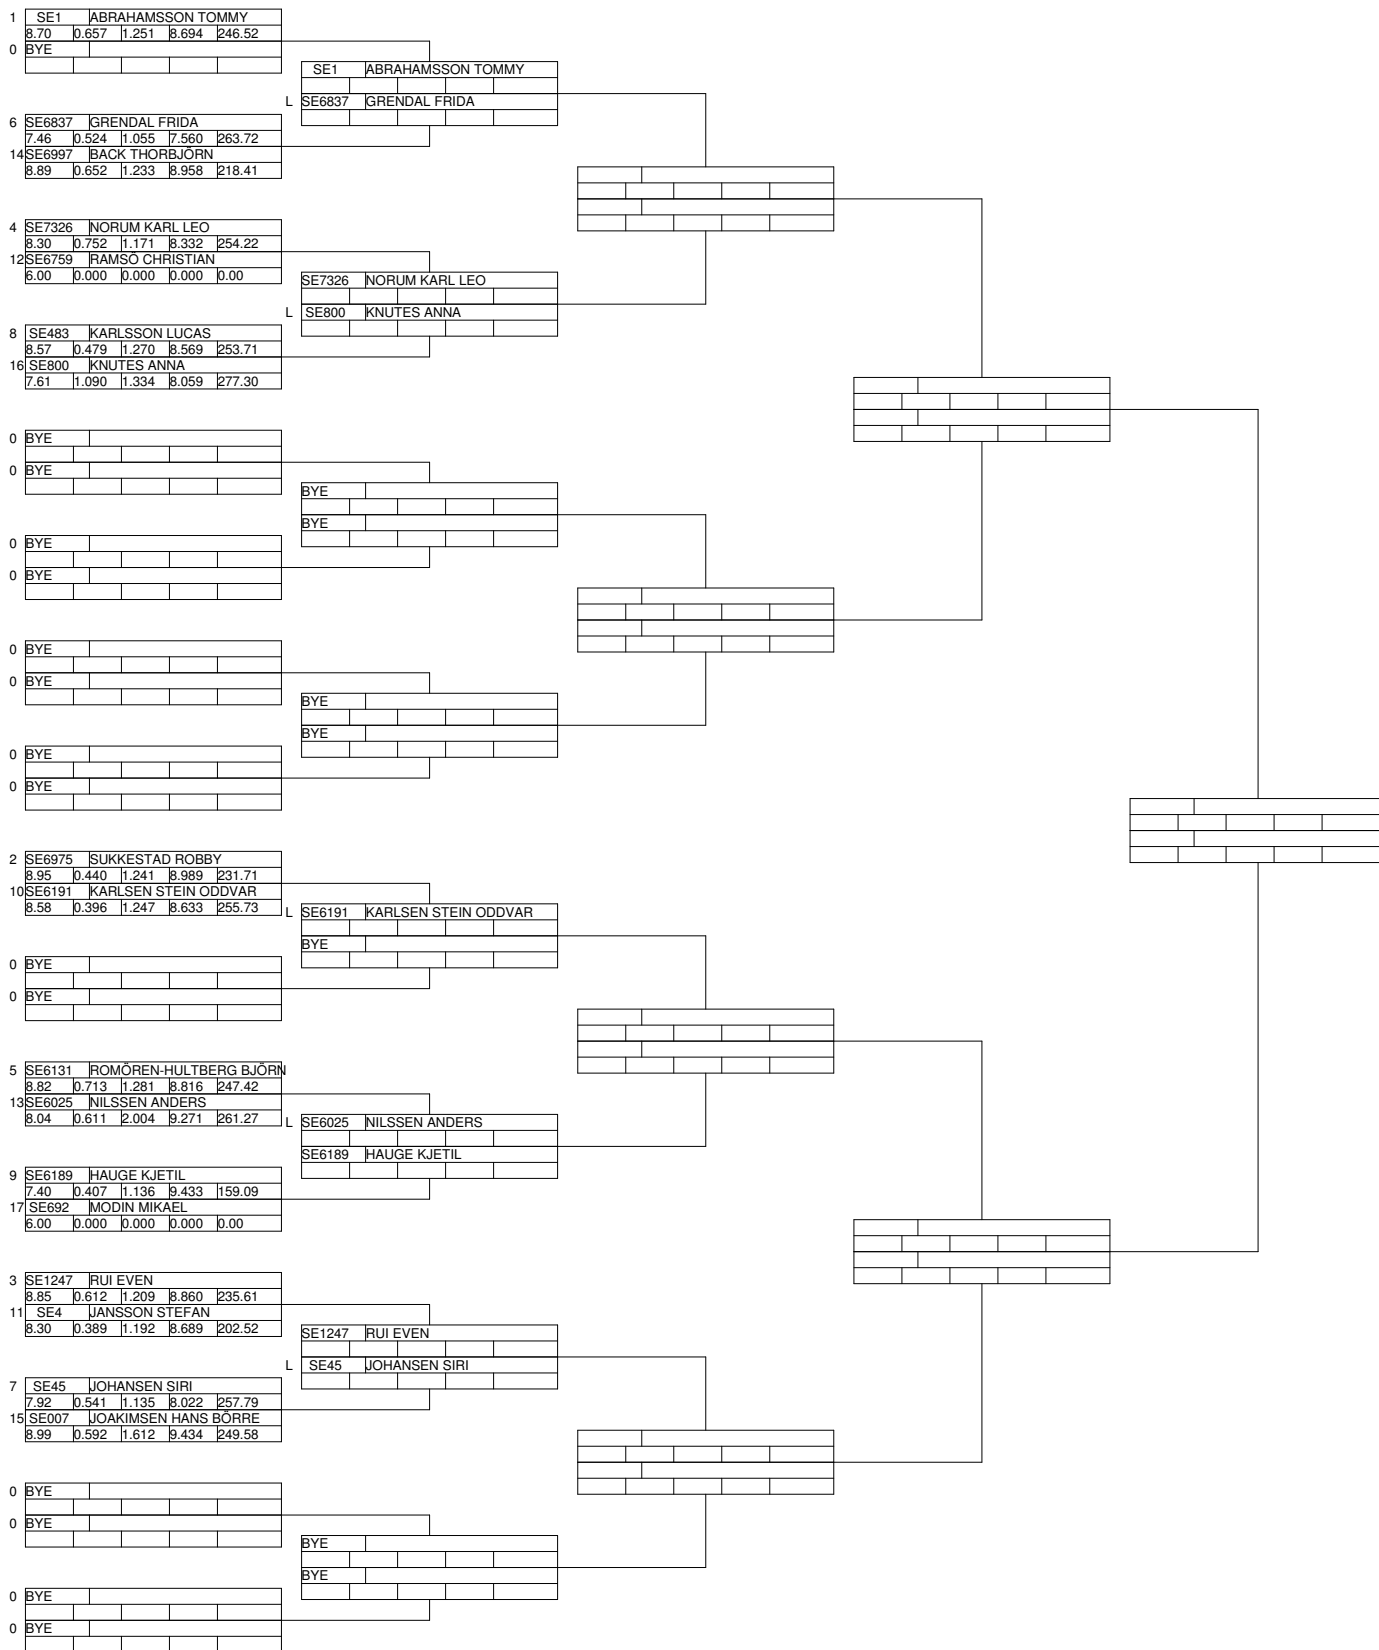 1 SE1 ABRAHAMSSON TOMMY
8.70 0.657 1.251 8.694 246.52
0 BYE
SE1 ABRAHAMSSON TOMMY
L SE6837 GRENDAL FRIDA
6 SE6837 GRENDAL FRIDA
7.46 0.524 1.055 7.560 263.72
14 SE6997 BACK THORBJÖRN
8.89 0.652 1.233 8.958 218.41
4 SE7326 NORUM KARL LEO
8.30 0.752 1.171 8.332 254.22
12 SE6759 RAMSÖ CHRISTIAN
6.00 0.000 0.000 0.000 0.00
SE7326 NORUM KARL LEO
L SE800 KNUTES ANNA
8 SE483 KARLSSON LUCAS
8.57 0.479 1.270 8.569 253.71
16 SE800 KNUTES ANNA
7.61 1.090 1.334 8.059 277.30
0 BYE
0 BYE
BYE
BYE
0 BYE
0 BYE
0 BYE
0 BYE
BYE
BYE
0 BYE
0 BYE
2 SE6975 SUKKESTAD ROBBY
8.95 0.440 1.241 8.989 231.71
10 SE6191 KARLSEN STEIN ODDVAR
8.58 0.396 1.247 8.633 255.73
L SE6191 KARLSEN STEIN ODDVAR
BYE
0 BYE
0 BYE
5 SE6131 ROMÖREN-HULTBERG BJÖRN
8.82 0.713 1.281 8.816 247.42
13 SE6025 NILSSEN ANDERS
8.04 0.611 2.004 9.271 261.27
L SE6025 NILSSEN ANDERS
SE6189 HAUGE KJETIL
9 SE6189 HAUGE KJETIL
7.40 0.407 1.136 9.433 159.09
17 SE692 MODIN MIKAEL
6.00 0.000 0.000 0.000 0.00
3 SE1247 RUI EVEN
8.85 0.612 1.209 8.860 235.61
11 SE4 JANSSON STEFAN
8.30 0.389 1.192 8.689 202.52
SE1247 RUI EVEN
L SE45 JOHANSEN SIRI
7 SE45 JOHANSEN SIRI
7.92 0.541 1.135 8.022 257.79
15 SE007 JOAKIMSEN HANS BÖRRE
8.99 0.592 1.612 9.434 249.58
0 BYE
0 BYE
BYE
BYE
0 BYE
0 BYE